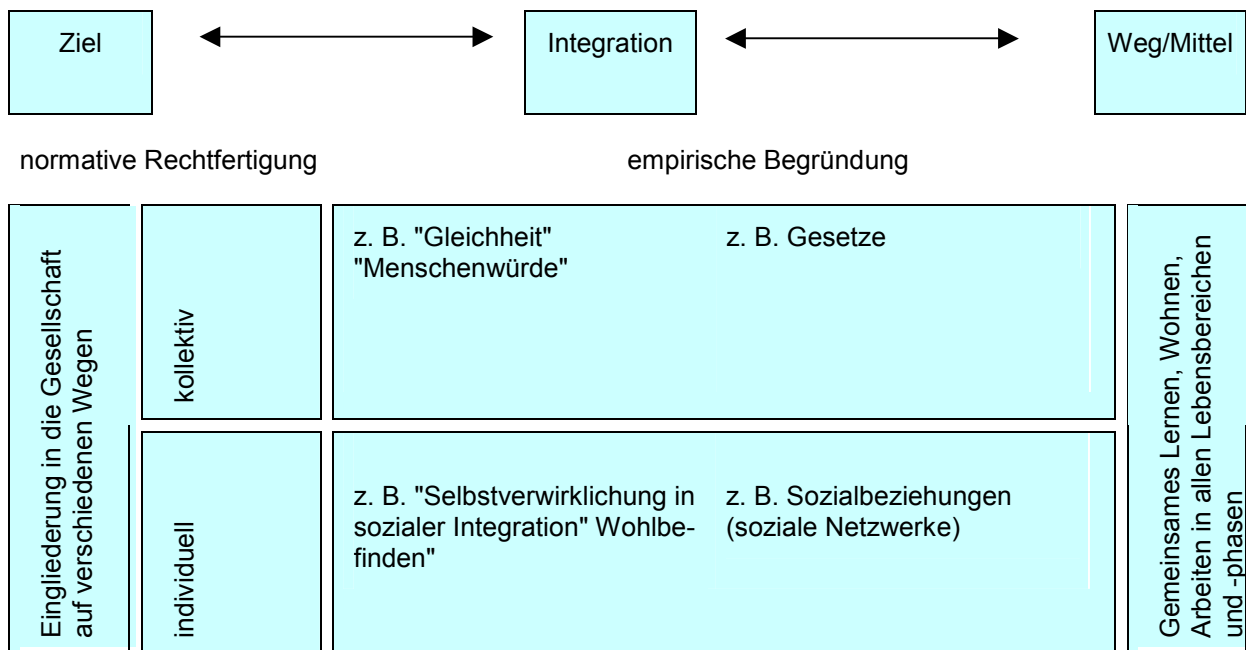 Ziel
Integration
Weg/Mittel
normative Rechtfertigung
empirische Begründung
Eingliederung in die Gesellschaft
auf verschiedenen Wegen
kollektiv
z. B. "Gleichheit"
"Menschenwürde"
z. B. Gesetze
individuell
z. B. "Selbstverwirklichung in
sozialer Integration" Wohlbe-
finden"
z. B. Sozialbeziehungen
(soziale Netzwerke)
Gemeinsames Lernen, Wohnen,
Arbeiten in allen Lebensbereichen
und -phasen